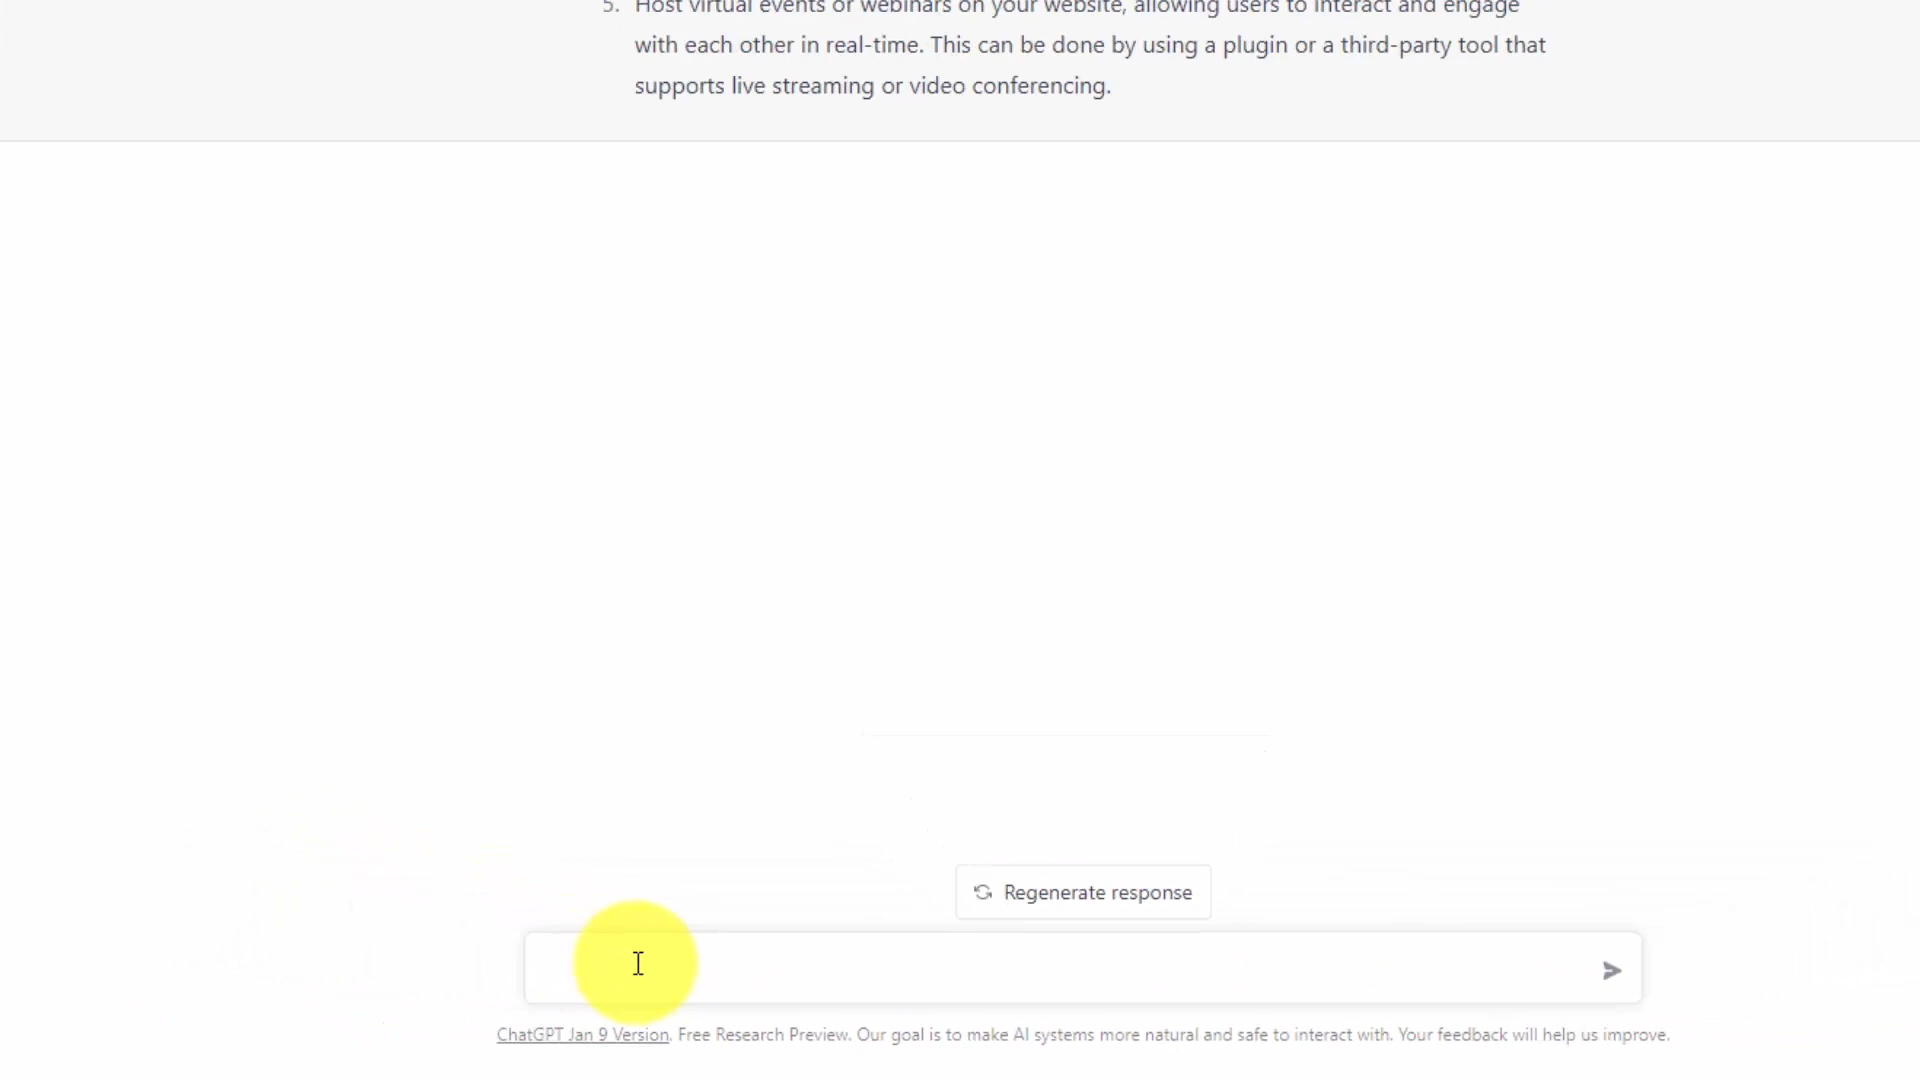 5. Host virtual events or webinars on your website, allowing users to interact and engage
with each other in real-time. This can be done by using a plugin or a third-party tool that
supports live streaming or video conferencing.
Regenerate response
ChatGPT Jan 9 Version. Free Research Preview. Our goal is to make AI systems more natural and safe to interact with. Your feedback will help us improve.